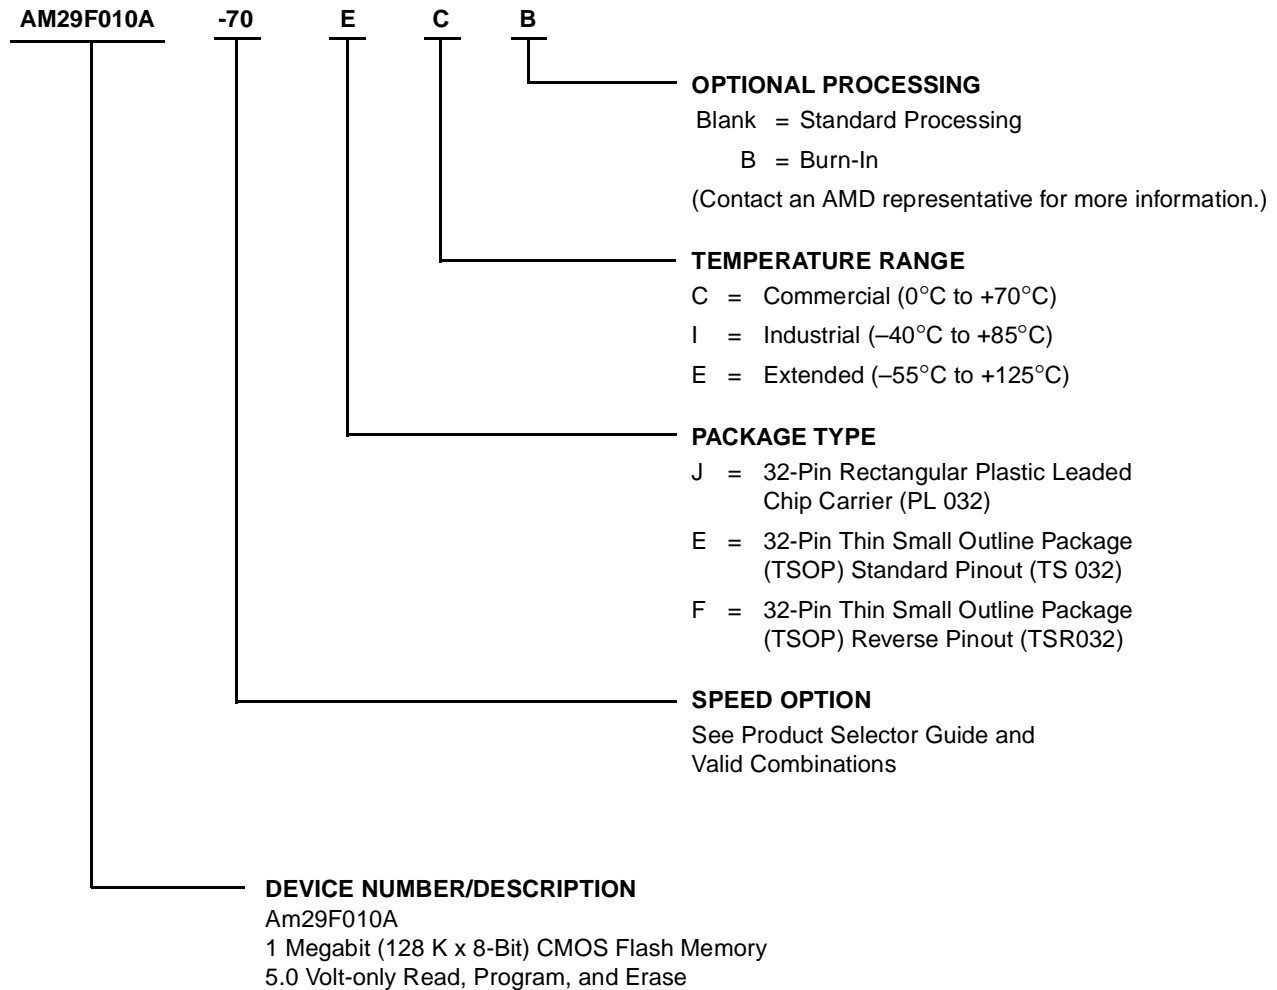 AM29F010A -70 E C B
OPTIONAL PROCESSING
Blank = Standard Processing
B = Burn-In
(Contact an AMD representative for more information.)
TEMPERATURE RANGE
C = Commercial (0°C to +70°C)
I = Industrial (–40°C to +85°C)
E = Extended (–55°C to +125°C)
PACKAGE TYPE
J = 32-Pin Rectangular Plastic Leaded
Chip Carrier (PL 032)
E = 32-Pin Thin Small Outline Package
(TSOP) Standard Pinout (TS 032)
F = 32-Pin Thin Small Outline Package
(TSOP) Reverse Pinout (TSR032)
SPEED OPTION
See Product Selector Guide and
Valid Combinations
DEVICE NUMBER/DESCRIPTION
Am29F010A
1 Megabit (128 K x 8-Bit) CMOS Flash Memory
5.0 Volt-only Read, Program, and Erase